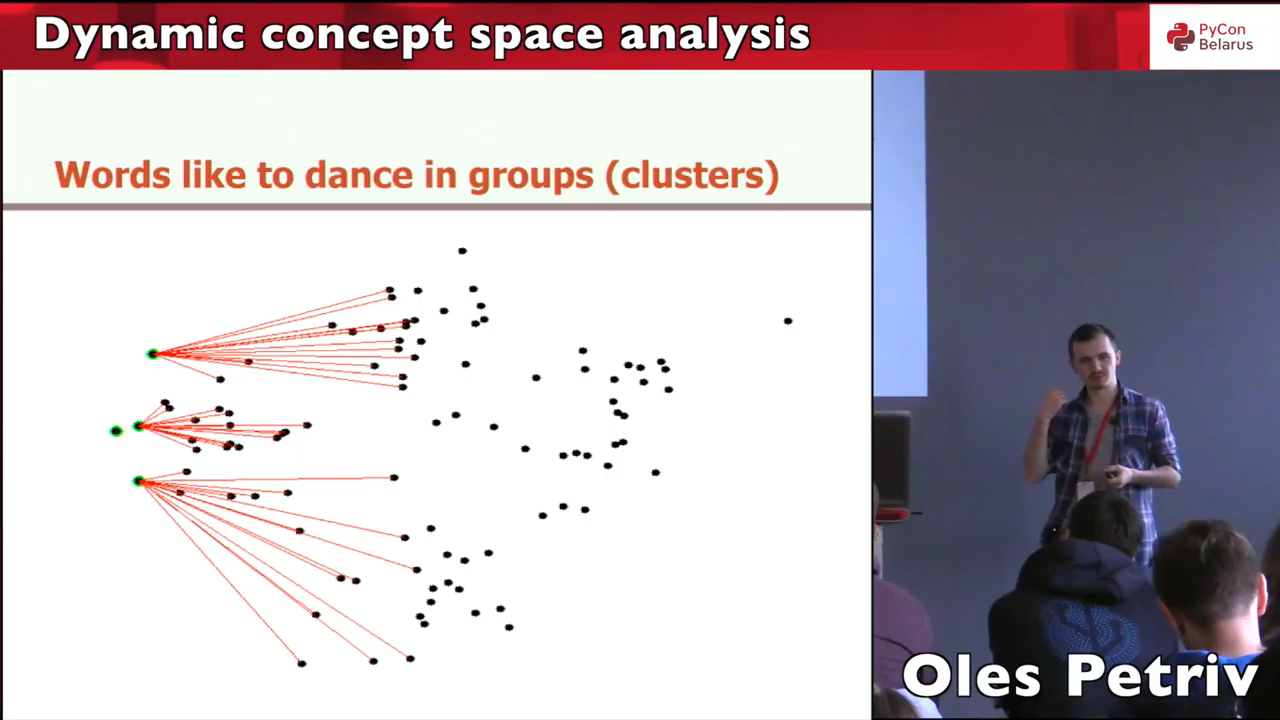 Dynamic concept space analysis
PyCon
Belarus
Words like to dance in groups (clusters)
Oles Petriv